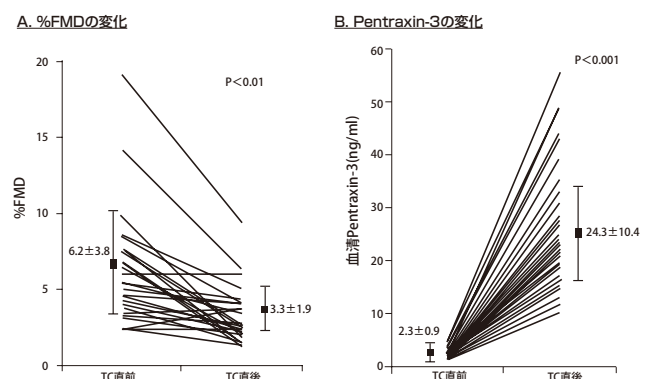 A. %FMDの変化
B. Pentraxin-3の変化
20
15
10
5
0
%FMD
P<0.01
6.2±3.8
3.3±1.9
TC直前
TC直後
60
50
40
30
20
10
0
血清Pentraxin-3(ng/ml)
P<0.001
2.3±0.9
24.3±10.4
TC直前
TC直後